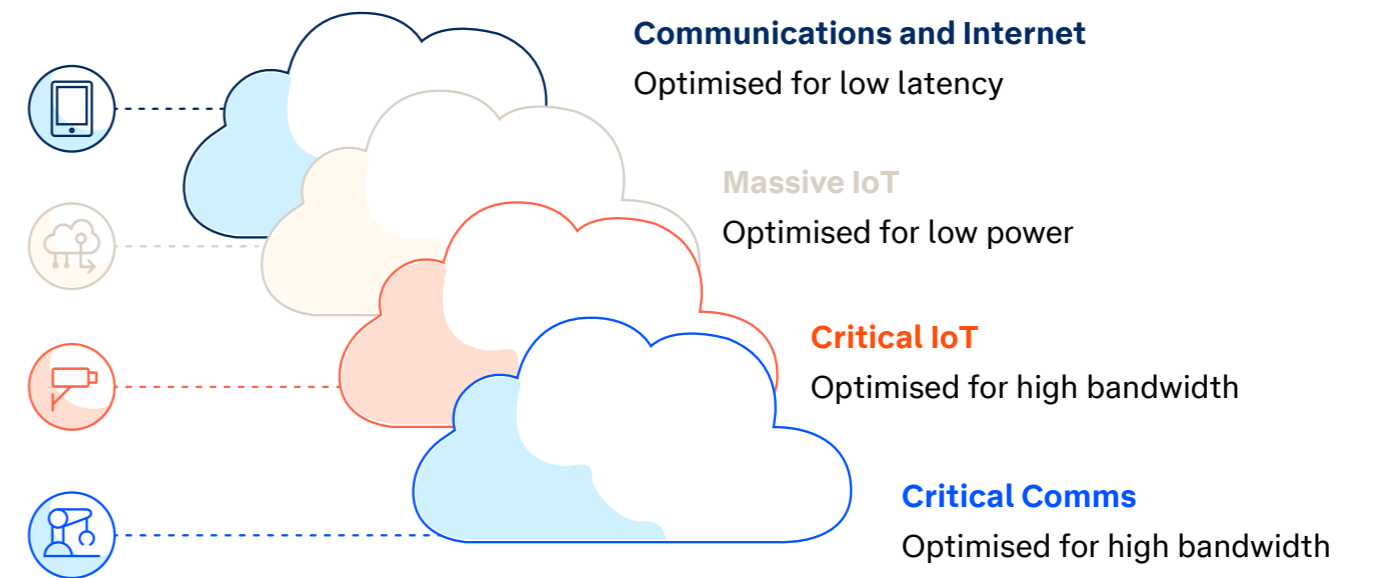 Communications and Internet
Optimised for low latency
Massive IoT
Optimised for low power
Critical IoT
Optimised for high bandwidth
Critical Comms
Optimised for high bandwidth